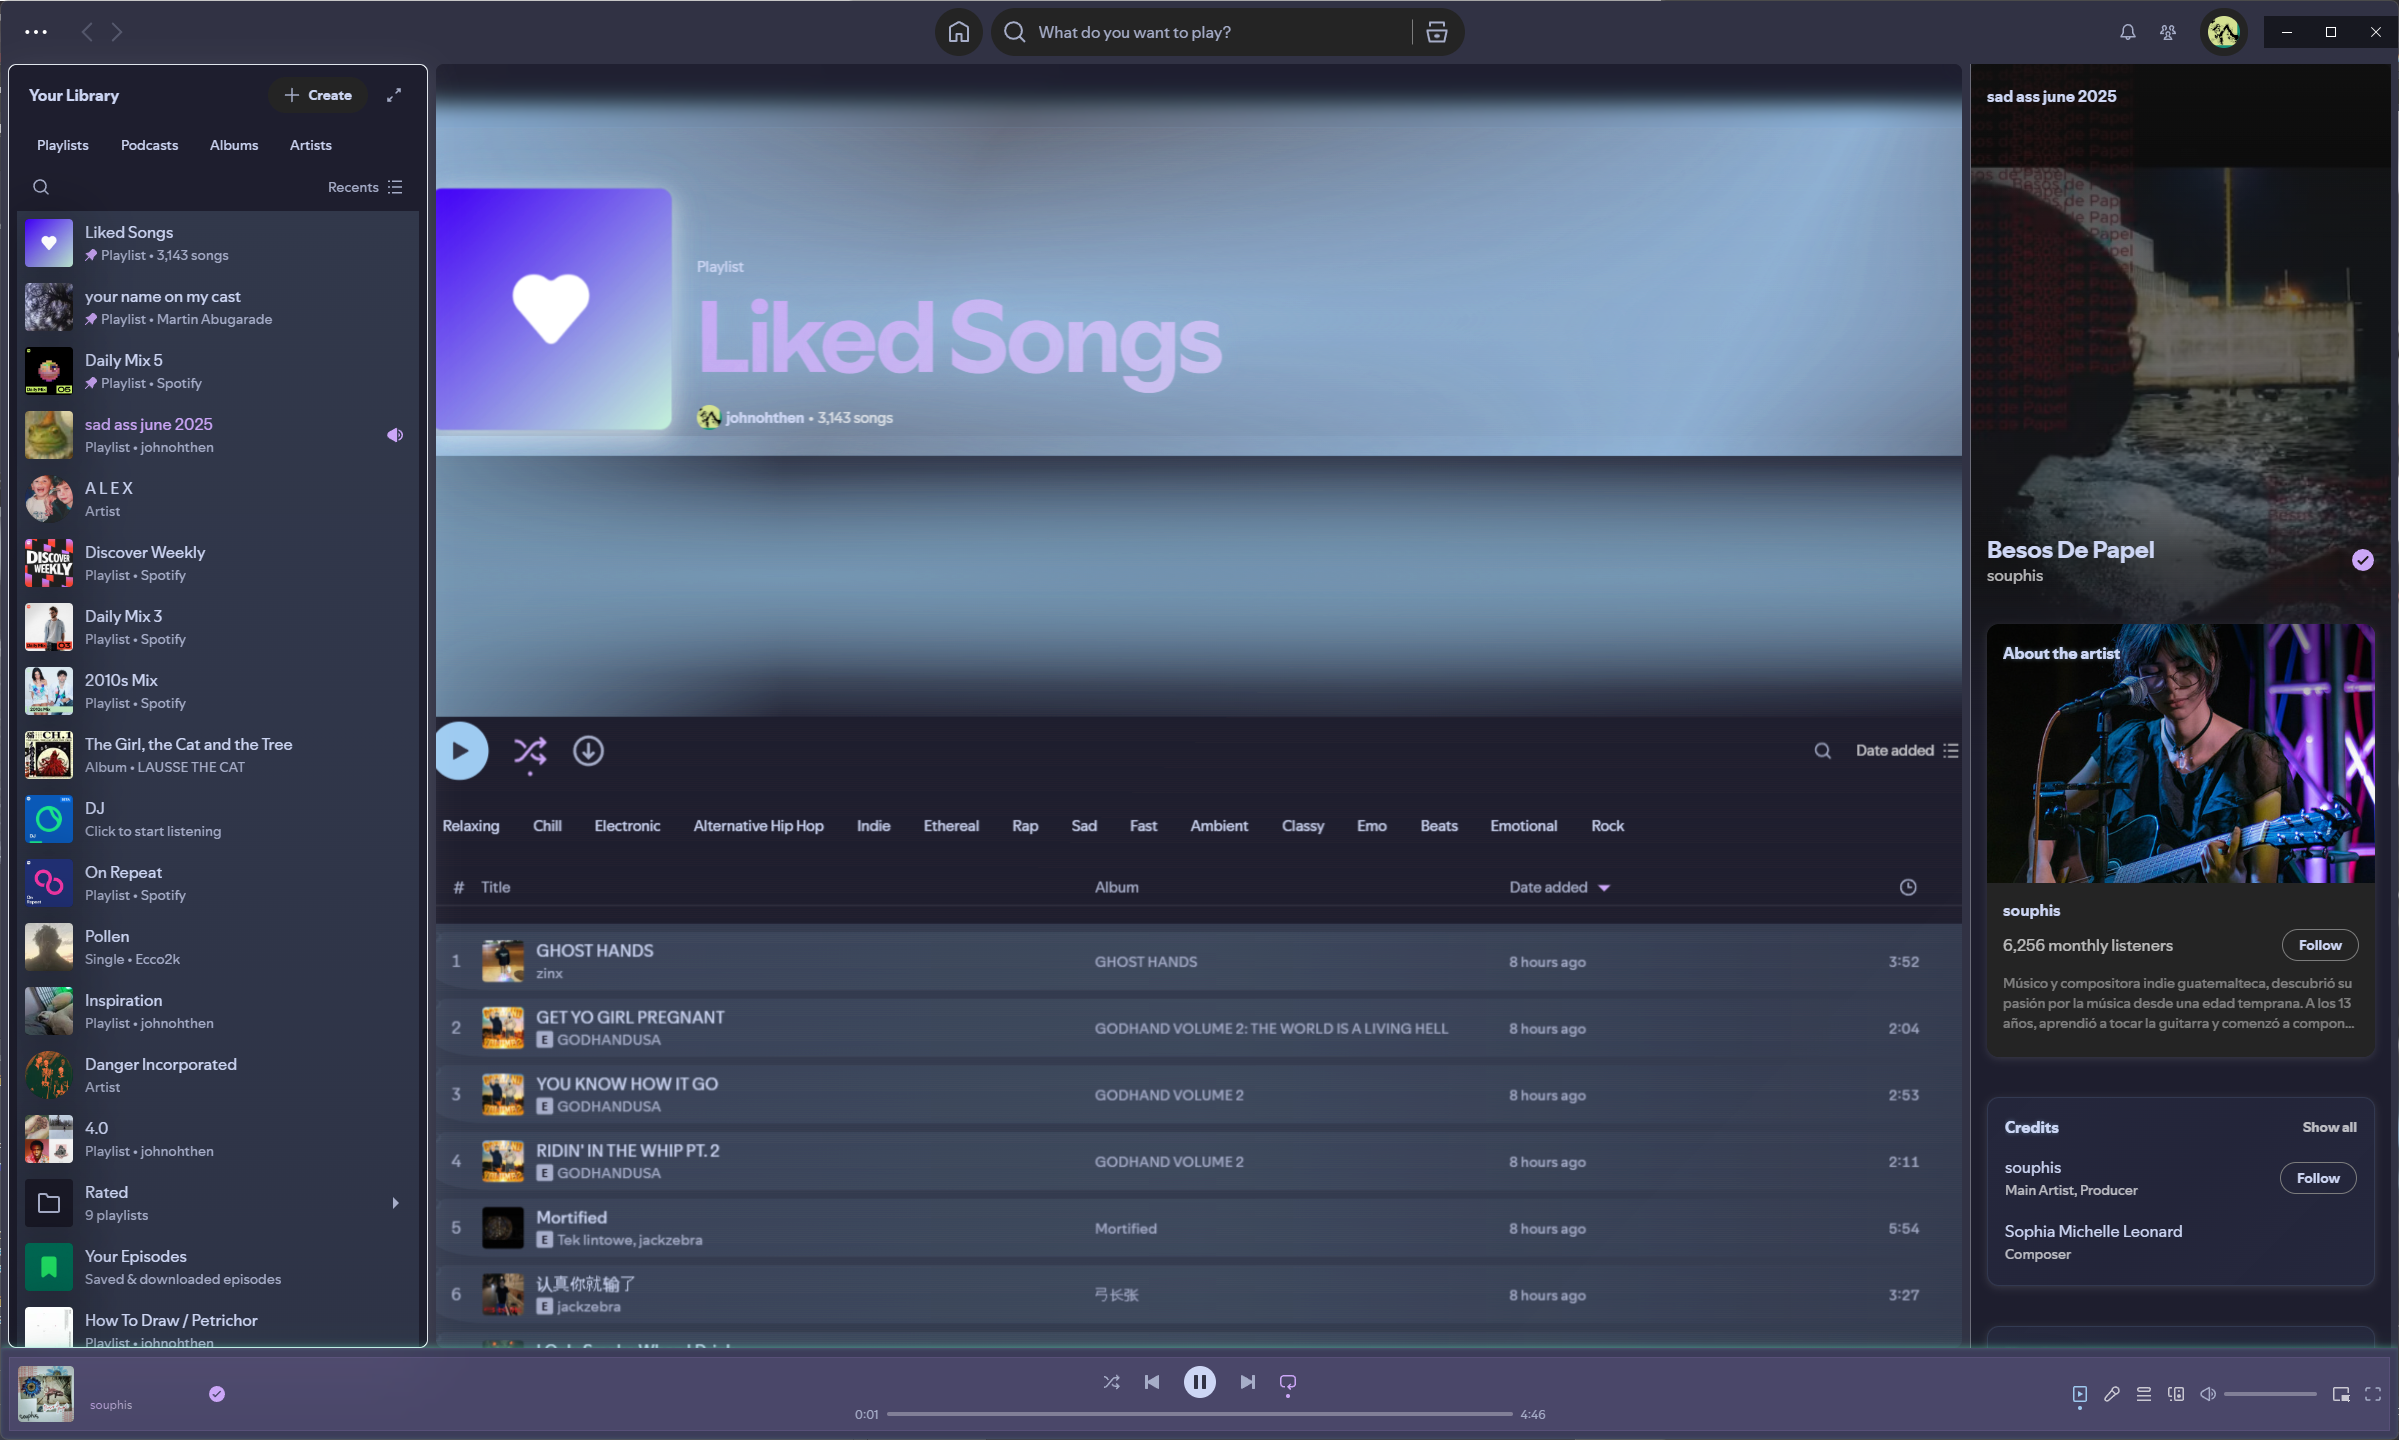 What do you want to play?
Your Library
Create
Playlists
Podcasts
Albums
Artists
Recents
Liked Songs
Playlist • 3,143 songs
your name on my cast
Playlist • Martin Abugarade
Daily Mix 5
Playlist • Spotify
sad ass june 2025
Playlist • johnohthen
A L E X
Artist
DISCOVER
WEEKLY
Discover Weekly
Playlist • Spotify
Daily Mix 3
Playlist • Spotify
2010s Mix
Playlist • Spotify
The Girl, the Cat and the Tree
Album • LAUSSE THE CAT
DJ
Click to start listening
On Repeat
Playlist • Spotify
Pollen
Single • Ecco2k
Inspiration
Playlist • johnohthen
Danger Incorporated
Artist
4.0
Playlist • johnohthen
Rated
9 playlists
Your Episodes
Saved & downloaded episodes
How To Draw / Petrichor
Playlist • johnohthen
Playlist
Liked Songs
johnohthen • 3,143 songs
Date added
Relaxing
Chill
Electronic
Alternative Hip Hop
Indie
Ethereal
Rap
Sad
Fast
Ambient
Classy
Emo
Beats
Emotional
Rock
# Title Album Date added
1 GHOST HANDS GHOST HANDS 8 hours ago 3:52
zinx
2 GET YO GIRL PREGNANT GODHAND VOLUME 2: THE WORLD IS A LIVING HELL 8 hours ago 2:04
E GODHANDUSA
3 YOU KNOW HOW IT GO GODHAND VOLUME 2 8 hours ago 2:53
E GODHANDUSA
4 RIDIN' IN THE WHIP PT. 2 GODHAND VOLUME 2 8 hours ago 2:11
E GODHANDUSA
5 Mortified Mortified 8 hours ago 5:54
E Tek lintowe, jackzebra
6 认真你就输了 弓长张 8 hours ago 3:27
E jackzebra
sad ass june 2025
Besos de Papel
Besos De Papel
souphis
About the artist
souphis
6,256 monthly listeners
Follow
Músico y compositora indie guatemalteca, descubrió su
pasión por la música desde una edad temprana. A los 13
años, aprendió a tocar la guitarra y comenzó a compon...
Credits
Show all
souphis
Main Artist, Producer
Follow
Sophia Michelle Leonard
Composer
souphis
0:01
4:46